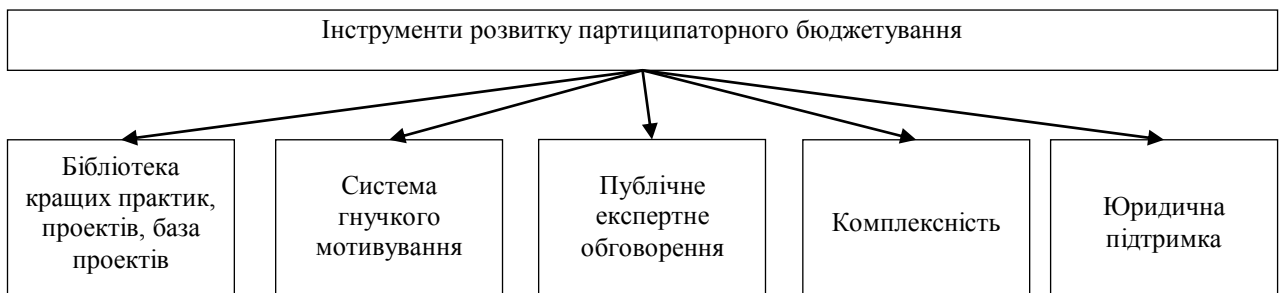 Інструменти розвитку партиципаторного бюджетування
Бібліотека
кращих практик,
проектів, база
проектів
Система
гнучкого
мотивування
Публічне
експертне
обговорення
Комплексність
Юридична
підтримка